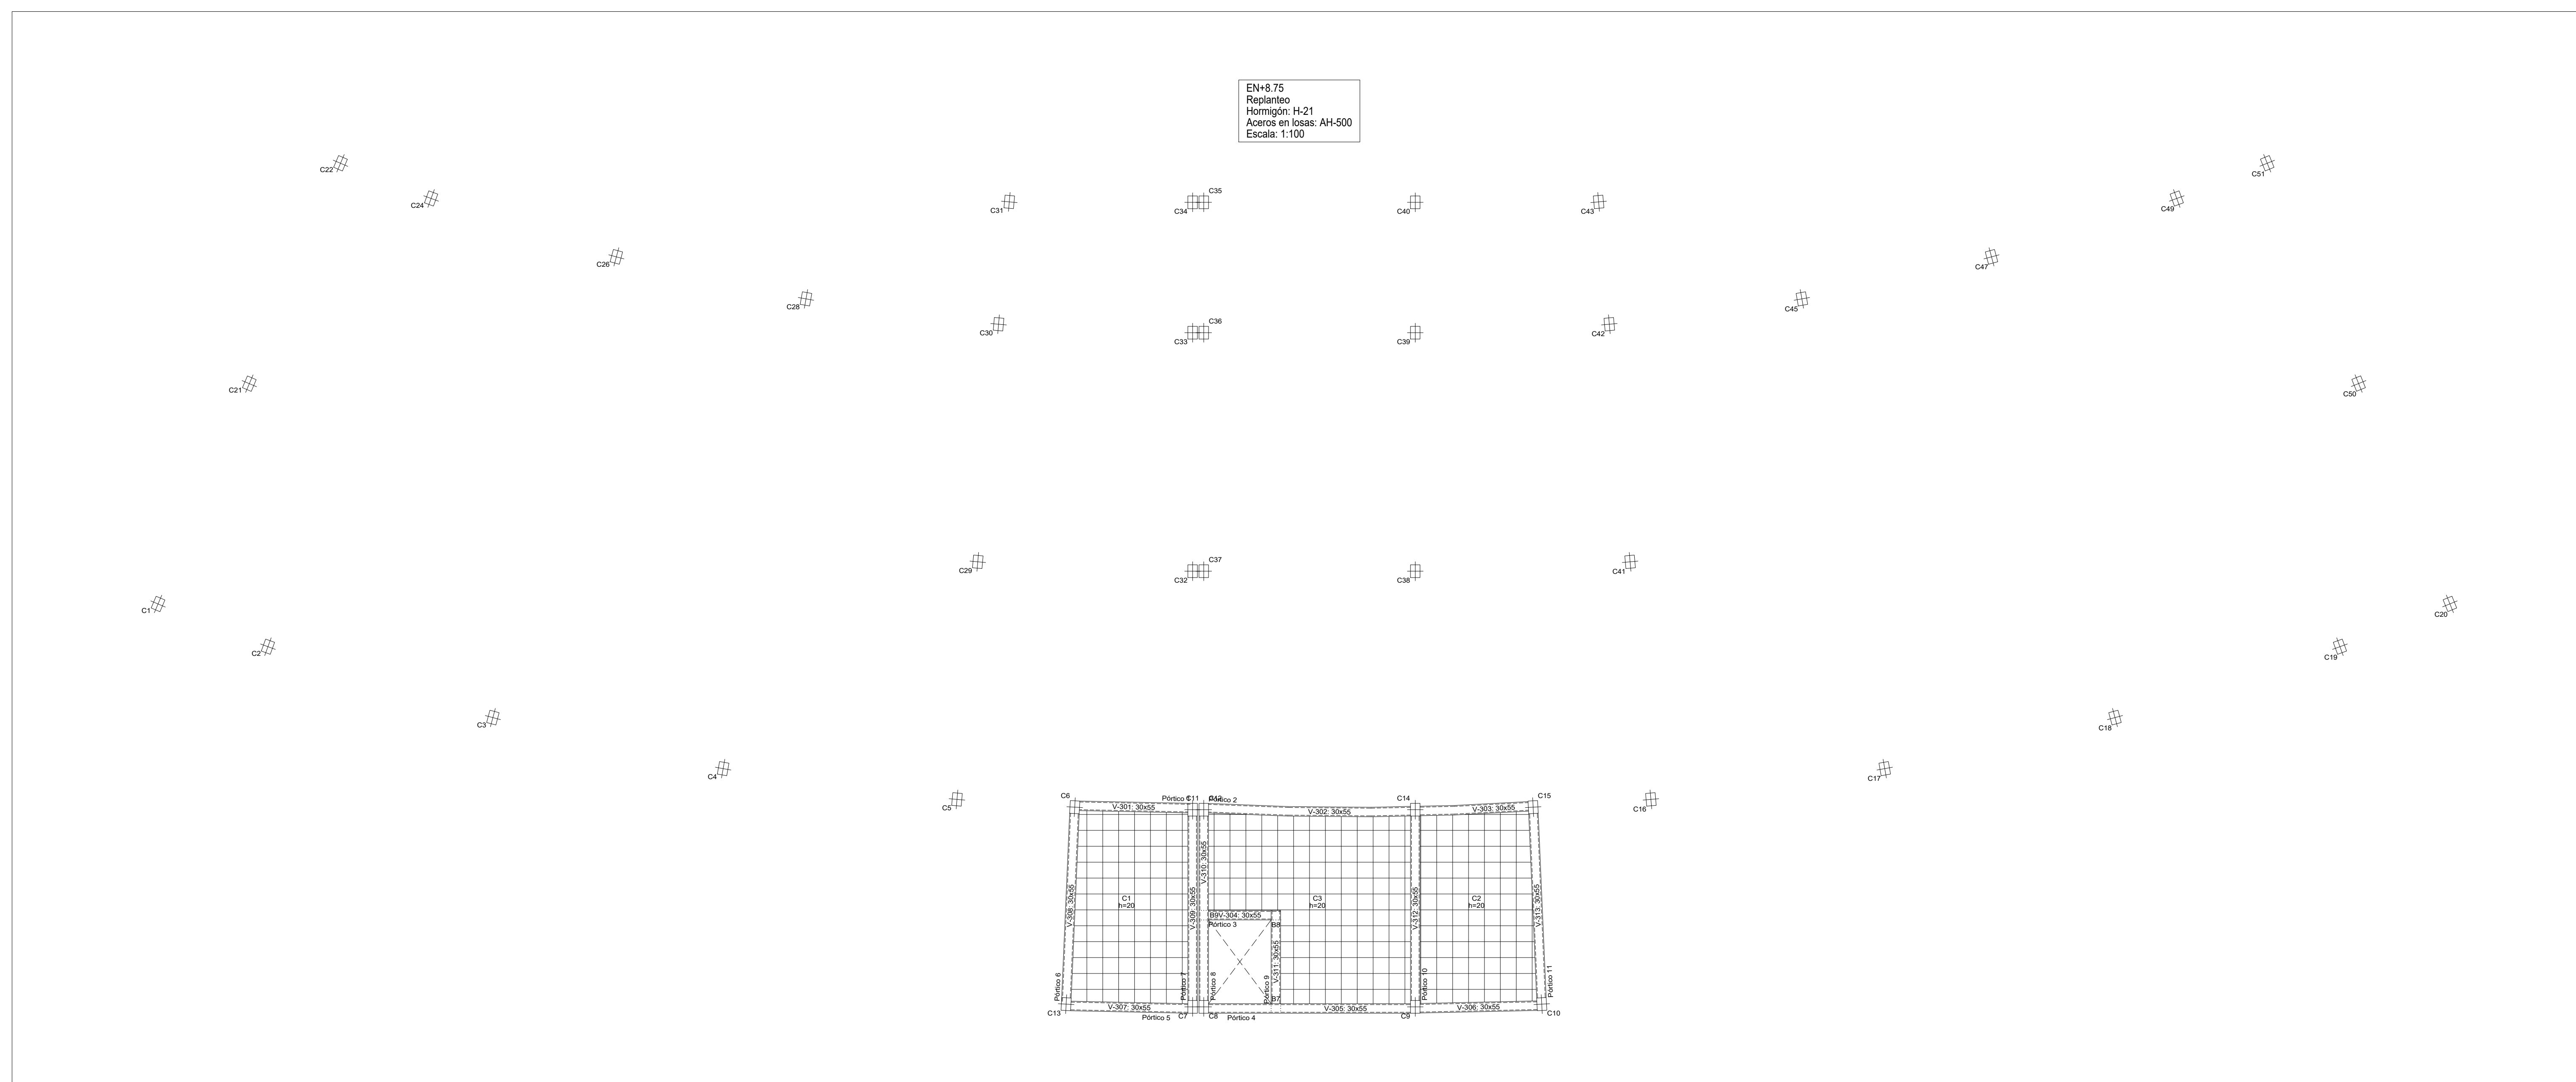 EN+8.75
Replanteo
Hormigón: H-21
Aceros en losas: AH-500
Escala: 1:100
C22
C51
C24
C31
C34
C35
C40
C43
C49
C26
C47
C28
C45
C30
C33
C36
C39
C42
C21
C50
C29
C32
C37
C38
C41
C1
C20
C2
C19
C3
C18
C4
C17
C5
C16
C6
Pórtico
C11
C12
Pórtico 2
C14
C15
V-301: 30x55
V-302: 30x55
V-303: 30x55
V-308: 30x55
V-309: 30x55
V-310: 30x55
V-312: 30x55
V-313: 30x55
C1
h=20
C3
h=20
C2
h=20
B9
V-304: 30x55
Pórtico 3
B8
V-311: 30x55
Pórtico 6
Pórtico 7
Pórtico 8
Pórtico 9
B7
Pórtico 10
Pórtico 11
V-307: 30x55
V-305: 30x55
V-306: 30x55
C13
Pórtico 5
C7
C8
Pórtico 4
C9
C10